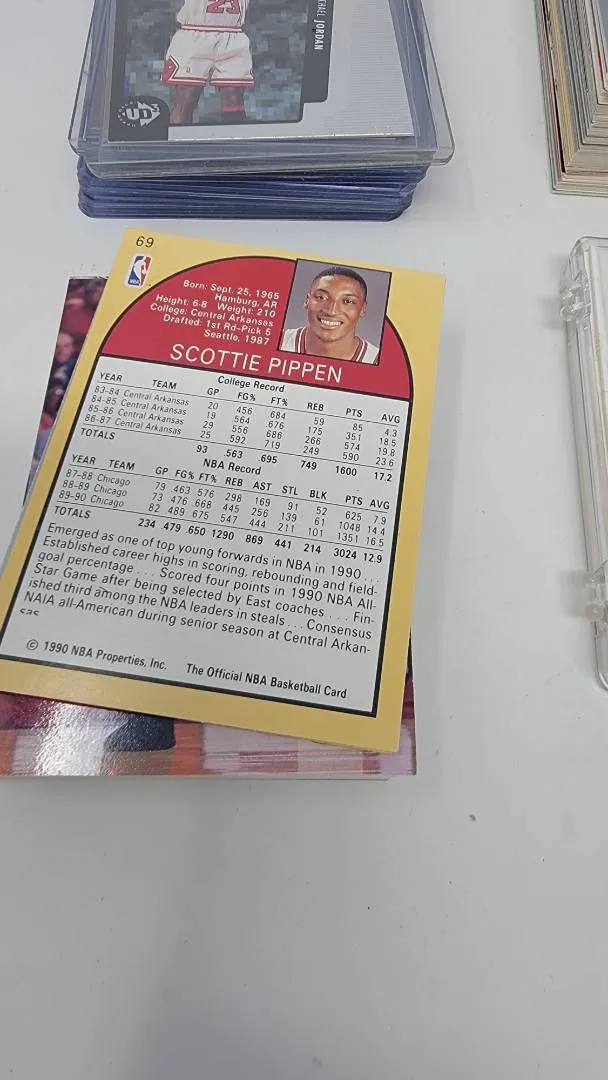 MICHAEL JORDAN
23
UD
69
NBA
Born: Sept. 25, 1965
Hamburg, AR
Height: 6-8 Weight: 210
College: Central Arkansas
Drafted: 1st Rd-Pick 5
Seattle, 1987
SCOTTIE PIPPEN
College Record
YEAR TEAM GP FG% FT% REB PTS AVG
83-84 Central Arkansas 20 .456 .684 59 85 4.3
84-85 Central Arkansas 19 .564 .676 175 351 18.5
85-86 Central Arkansas 29 .556 .686 266 574 19.8
86-87 Central Arkansas 25 .592 .719 249 590 23.6
TOTALS 93 .563 .695 749 1600 17.2
NBA Record
YEAR TEAM GP FG% FT% REB AST STL BLK PTS AVG
87-88 Chicago 79 .463 .576 298 169 91 52 625 7.9
88-89 Chicago 73 .476 .668 445 256 139 61 1048 14.4
89-90 Chicago 82 .489 .675 547 444 211 101 1351 16.5
TOTALS 234 .479 .650 1290 869 441 214 3024 12.9
Emerged as one of top young forwards in NBA in 1990 . . .
Established career highs in scoring, rebounding and field-
goal percentage . . . Scored four points in 1990 NBA All-
Star Game after being selected by East coaches . . . Fin-
ished third among the NBA leaders in steals . . . Consensus
NAIA all-American during senior season at Central Arkan-
sas
© 1990 NBA Properties, Inc. The Official NBA Basketball Card